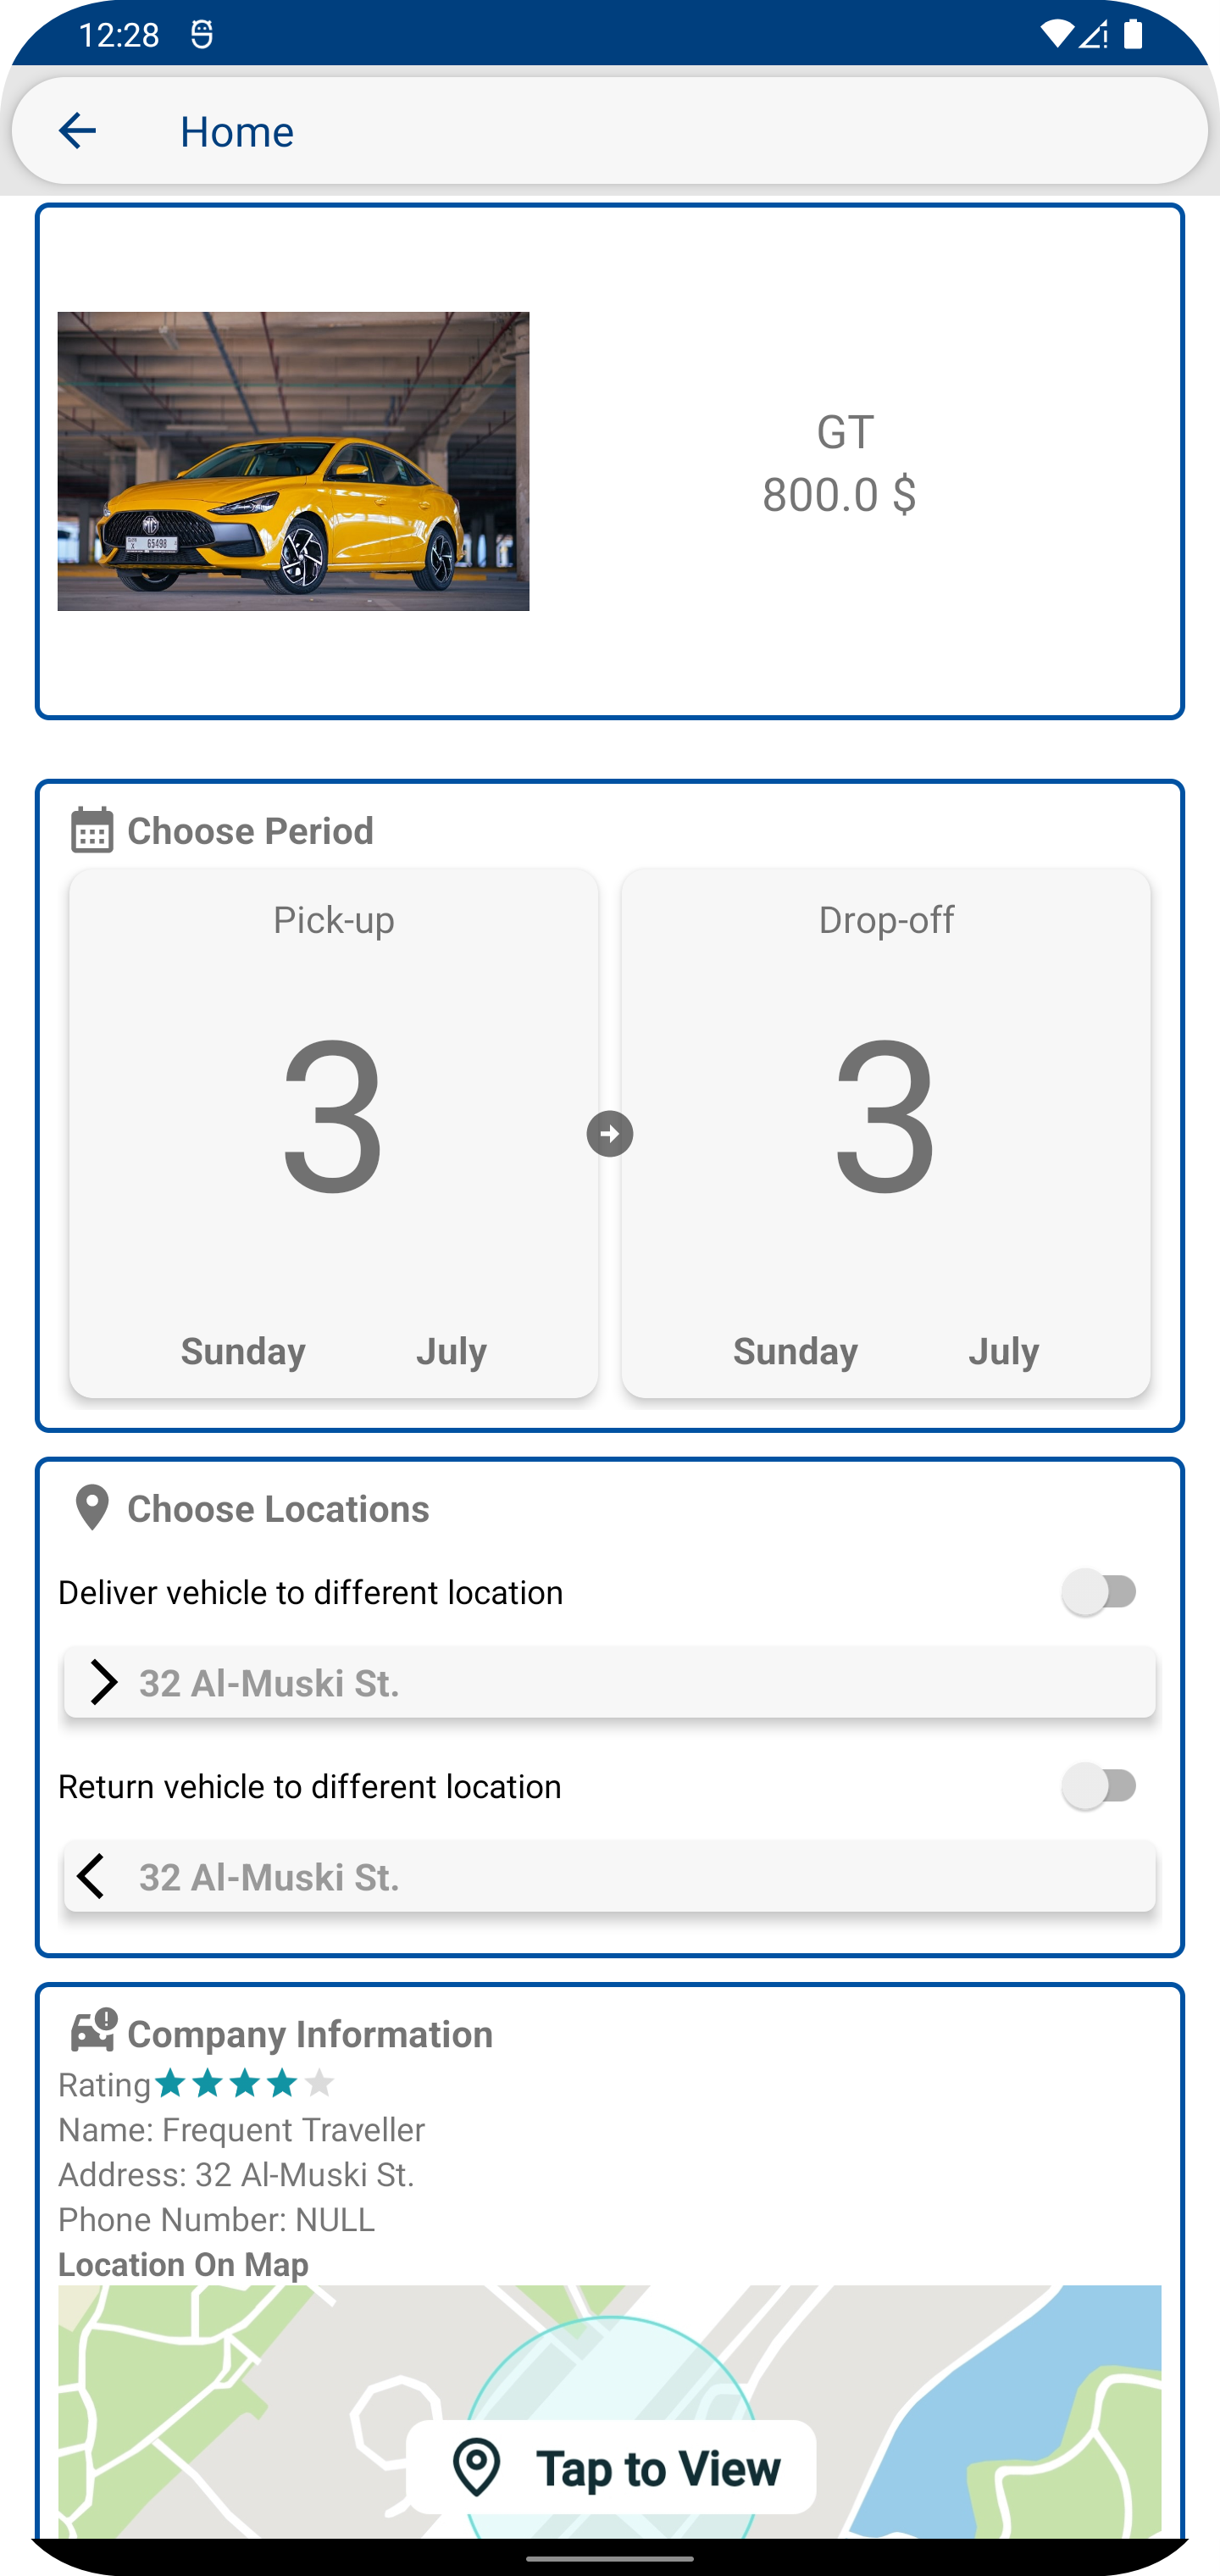 12:28
Home
MG
65498
GT
800.0 $
Choose Period
Pick-up
Drop-off
3
3
Sunday July
Sunday July
Choose Locations
Deliver vehicle to different location
32 Al-Muski St.
Return vehicle to different location
32 Al-Muski St.
Company Information
Rating
Name: Frequent Traveller
Address: 32 Al-Muski St.
Phone Number: NULL
Location On Map
Tap to View